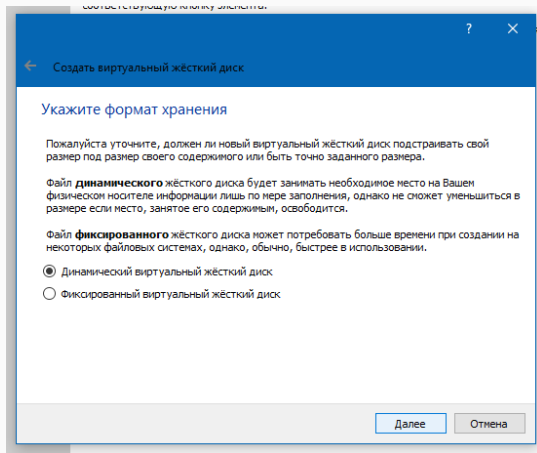 соответствующую кнопку элемента.
?
Создать виртуальный жёсткий диск
Укажите формат хранения
Пожалуйста уточните, должен ли новый виртуальный жёсткий диск подстраивать свой
размер под размер своего содержимого или быть точно заданного размера.
Файл динамического жёсткого диска будет занимать необходимое место на Вашем
физическом носителе информации лишь по мере заполнения, однако не сможет уменьшиться в
размере если место, занятое его содержимым, освободится.
Файл фиксированного жёсткого диска может потребовать больше времени при создании на
некоторых файловых системах, однако, обычно, быстрее в использовании.
Динамический виртуальный жёсткий диск
Фиксированный виртуальный жёсткий диск
Далее
Отмена